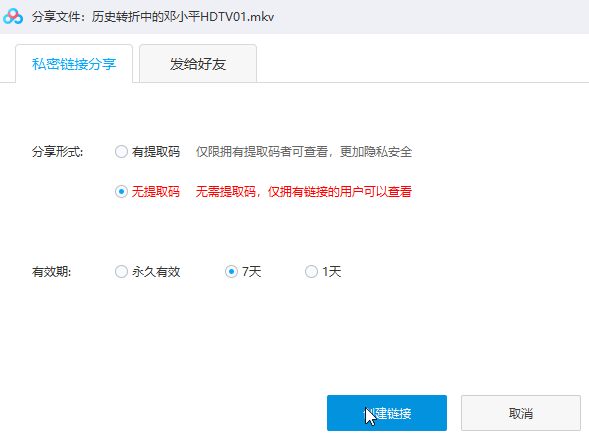 分享文件：历史转折中的邓小平HDTV01.mkv
私密链接分享 发给好友
分享形式: 有提取码 仅限拥有提取码者可查看，更加隐私安全
无提取码 无需提取码，仅拥有链接的用户可以查看
有效期: 永久有效 7天 1天
创建链接 取消